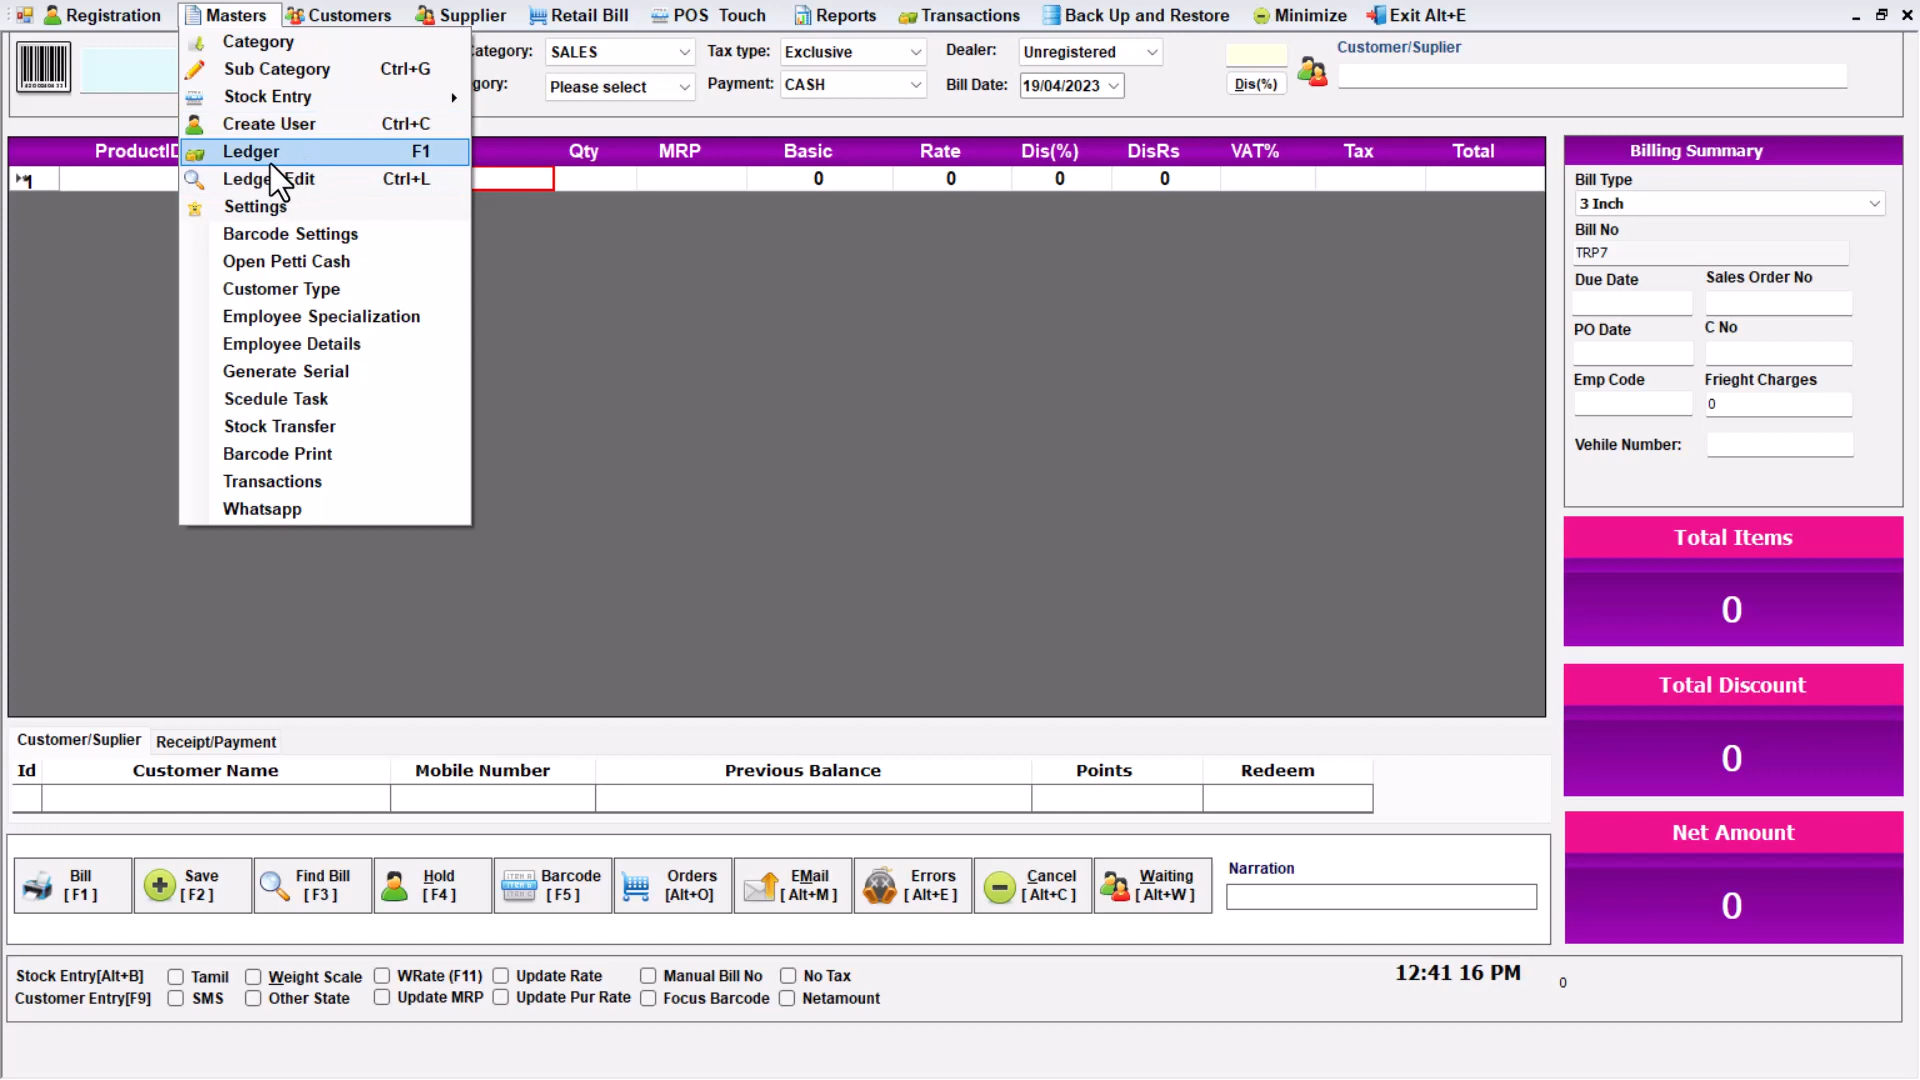 Registration Masters Customers Supplier Retail Bill POS Touch Reports Transactions Back Up and Restore Minimize Exit Alt+E
Category
Sub Category Ctrl+G
Stock Entry
Create User Ctrl+C
Ledger F1
Edit Ctrl+L
Settings
Barcode Settings
Open Petti Cash
Customer Type
Employee Specialization
Employee Details
Generate Serial
Scedule Task
Stock Transfer
Barcode Print
Transactions
Whatsapp
SALES Tax type: Exclusive Dealer: Unregistered
Please select Payment: CASH Bill Date: 19/04/2023 Dis(%)
Customer/Suplier
Qty MRP Basic Rate Dis(%) DisRs VAT% Tax Total
1 0 0 0 0
Billing Summary
Bill Type
3 Inch
Bill No
TRP7
Due Date Sales Order No
PO Date C No
Emp Code Frieght Charges
0
Vehile Number:
Total Items
0
Total Discount
0
Net Amount
0
Customer/Suplier Receipt/Payment
Id Customer Name Mobile Number Previous Balance Points Redeem
Bill [ F1 ]
Save [ F2 ]
Find Bill [ F3 ]
Hold [ F4 ]
Barcode [ F5 ]
Orders [Alt+O]
EMail [ Alt+M ]
Errors [ Alt+E ]
Cancel [ Alt+C ]
Waiting [ Alt+W ]
Narration
Stock Entry[Alt+B] Tamil Weight Scale WRate (F11) Update Rate Manual Bill No No Tax
Customer Entry[F9] SMS Other State Update MRP Update Pur Rate Focus Barcode Netamount
12:41 16 PM 0